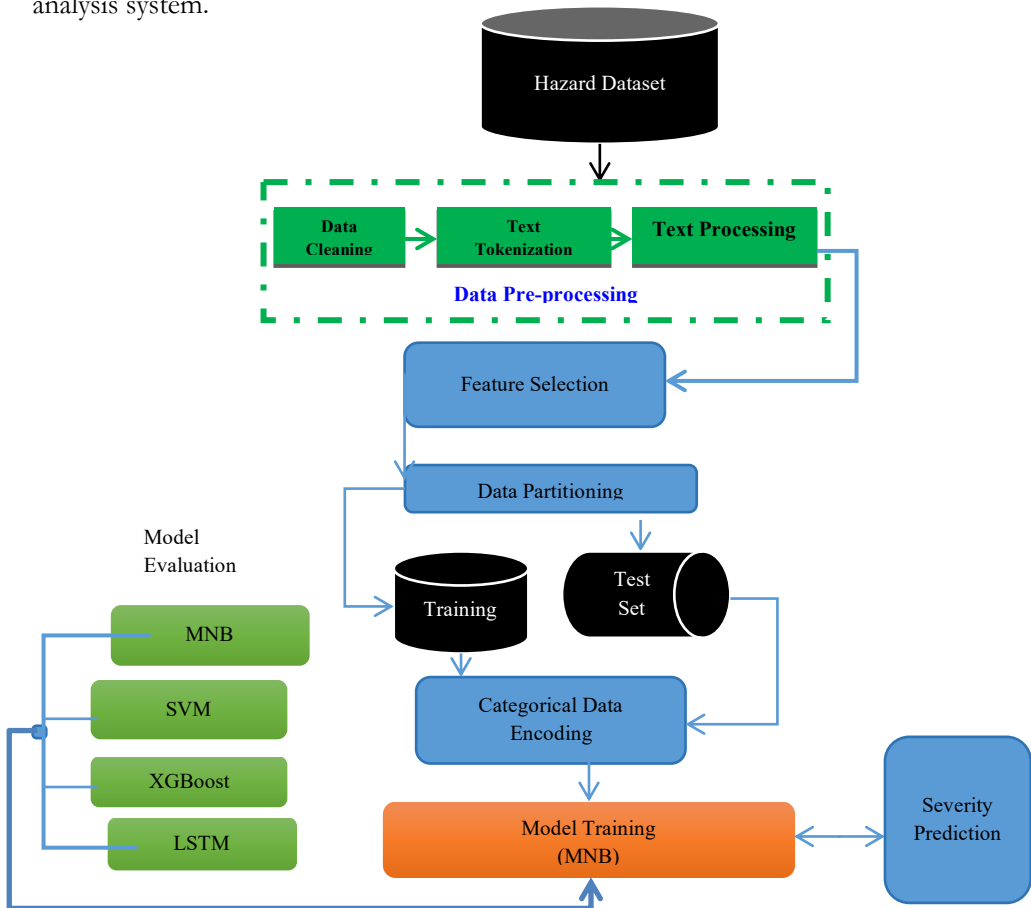 analysis system.
Hazard Dataset
Data
Cleaning
Text
Tokenization
Text Processing
Data Pre-processing
Feature Selection
Data Partitioning
Model
Evaluation
Training
Test
Set
MNB
SVM
XGBoost
LSTM
Categorical Data
Encoding
Model Training
(MNB)
Severity
Prediction